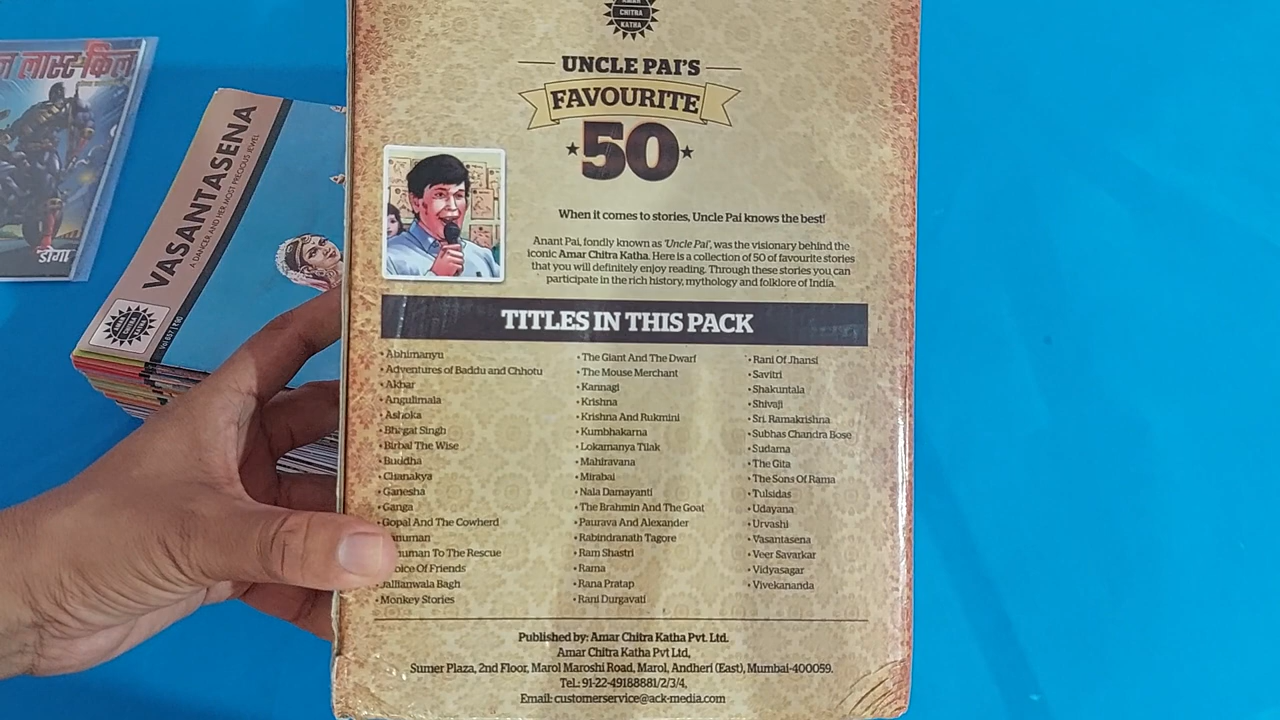 न लास्ट किल
डोगा
VASANTASENA
A DANCER AND HER MOST PRECIOUS JEWEL
AMAR
CHITRA
KATHA
CHITRA
KATHA
UNCLE PAI'S
FAVOURITE
50
When it comes to stories, Uncle Pai knows the best!
Anant Pai, fondly known as 'Uncle Pai', was the visionary behind the
iconic Amar Chitra Katha. Here is a collection of 50 of favourite stories
that you will definitely enjoy reading. Through these stories you can
participate in the rich history, mythology and folklore of India.
TITLES IN THIS PACK
• Abhimanyu
• Adventures of Baddu and Chhotu
• Akbar
• Angulimala
• Ashoka
• Bhagat Singh
• Birbal The Wise
• Buddha
• Chanakya
• Ganesha
• Ganga
• Gopal And The Cowherd
anuman
numan To The Rescue
oice Of Friends
• Jallianwala Bagh
• Monkey Stories
• The Giant And The Dwarf
• The Mouse Merchant
• Kannagi
• Krishna
• Krishna And Rukmini
• Kumbhakarna
• Lokamanya Tilak
• Mahiravana
• Mirabai
• Nala Damayanti
• The Brahmin And The Goat
• Paurava And Alexander
• Rabindranath Tagore
• Ram Shastri
• Rama
• Rana Pratap
• Rani Durgavati
• Rani Of Jhansi
• Savitri
• Shakuntala
• Shivaji
• Sri. Ramakrishna
• Subhas Chandra Bose
• Sudama
• The Gita
• The Sons Of Rama
• Tulsidas
• Udayana
• Urvashi
• Vasantasena
• Veer Savarkar
• Vidyasagar
• Vivekananda
Published by: Amar Chitra Katha Pvt. Ltd.
Amar Chitra Katha Pvt Ltd,
Sumer Plaza, 2nd Floor, Marol Maroshi Road, Marol, Andheri (East), Mumbai-400059.
Tel.: 91-22-49188881/2/3/4,
Email: customerservice@ack-media.com